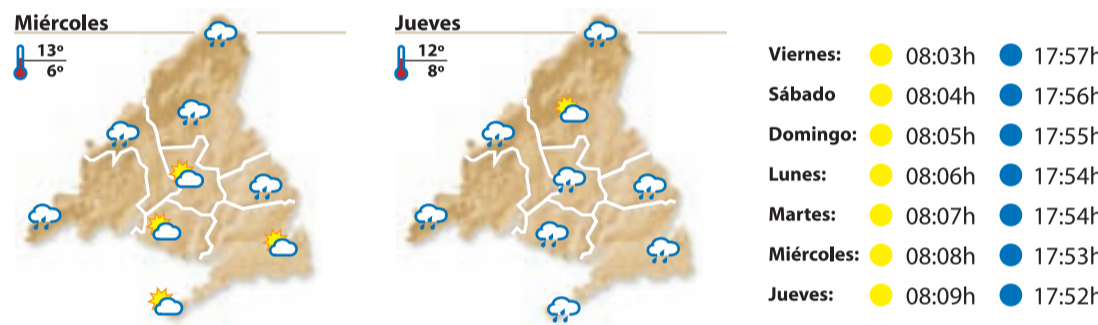 Miércoles
13º
6º
Jueves
12º
8º
Viernes: 08:03h 17:57h
Sábado 08:04h 17:56h
Domingo: 08:05h 17:55h
Lunes: 08:06h 17:54h
Martes: 08:07h 17:54h
Miércoles: 08:08h 17:53h
Jueves: 08:09h 17:52h